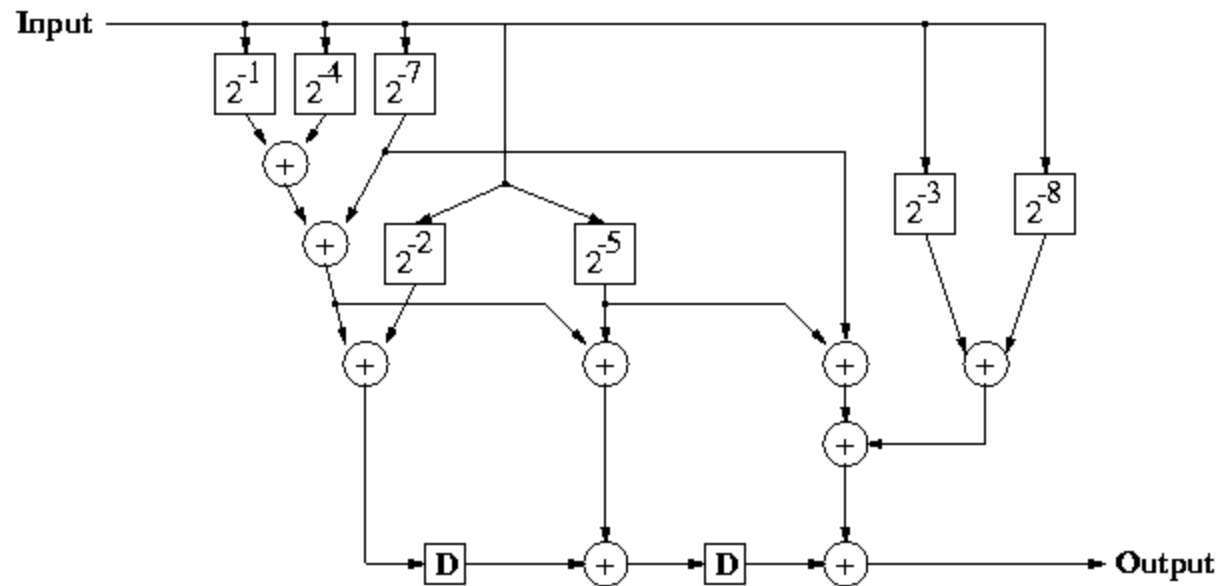 Input
2^-1 2^-4 2^-7
+
2^-3 2^-8
+
2^-2 2^-5
+ + + +
+
D + D + Output